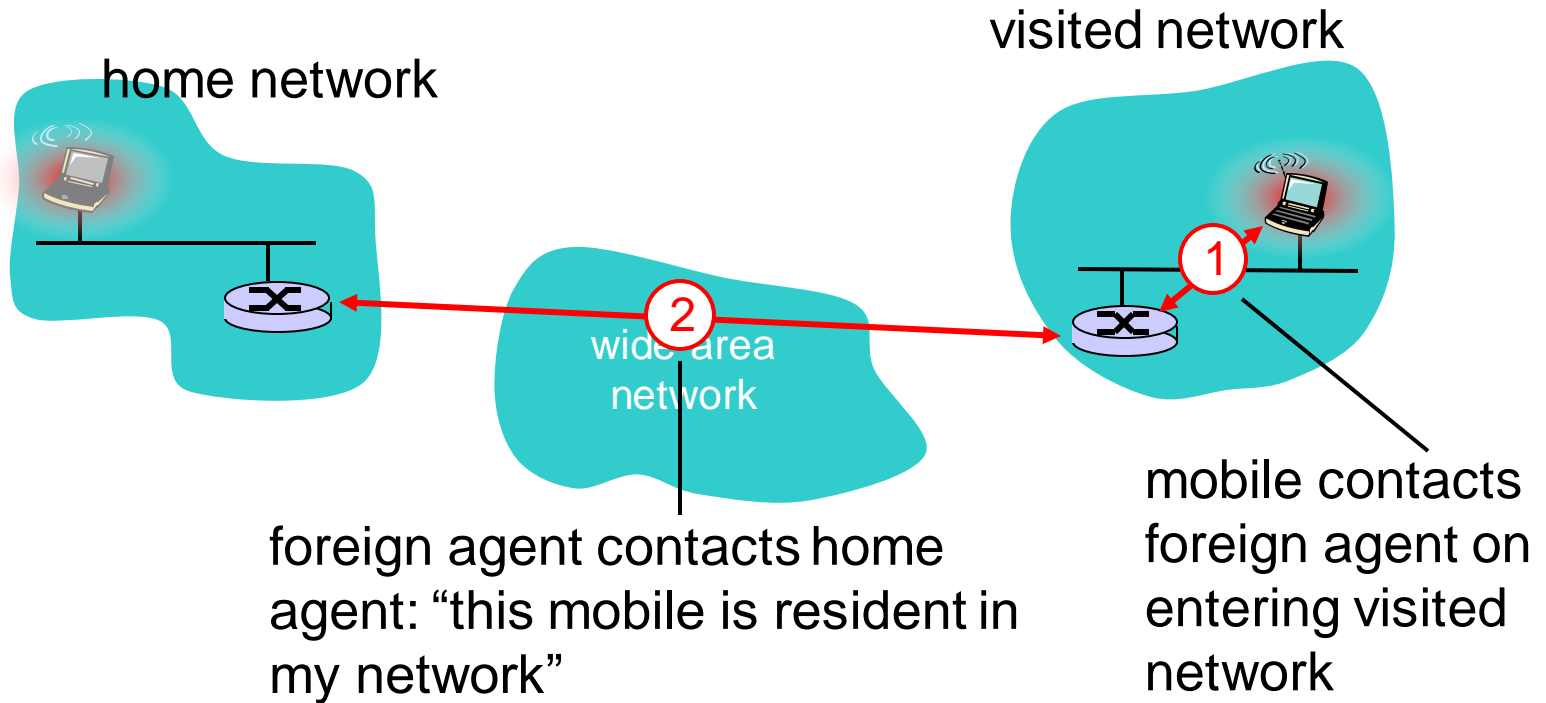 visited network
home network
1
2
wide area
network
mobile contacts
foreign agent on
entering visited
network
foreign agent contacts home
agent: “this mobile is resident in
my network”